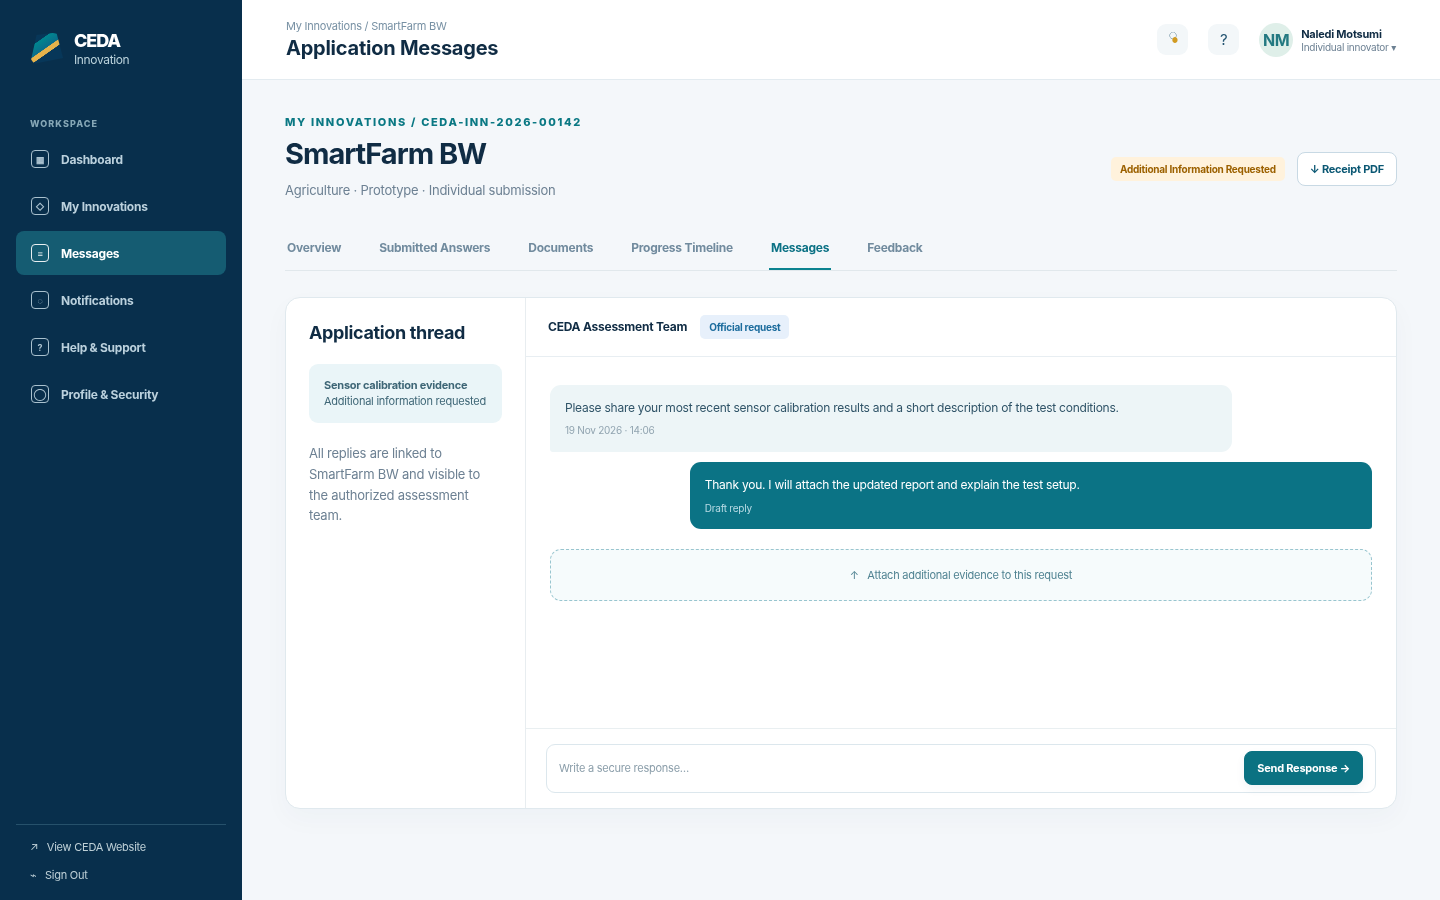 CEDA
Innovation
WORKSPACE
Dashboard
My Innovations
Messages
Notifications
? Help & Support
Profile & Security
↗ View CEDA Website
Sign Out
My Innovations / SmartFarm BW
Application Messages
?
NM
Naledi Motsumi
Individual innovator ▾
MY INNOVATIONS / CEDA-INN-2026-00142
SmartFarm BW
Agriculture · Prototype · Individual submission
Additional Information Requested
↓ Receipt PDF
Overview
Submitted Answers
Documents
Progress Timeline
Messages
Feedback
Application thread
Sensor calibration evidence
Additional information requested
All replies are linked to
SmartFarm BW and visible to
the authorized assessment
team.
CEDA Assessment Team
Official request
Please share your most recent sensor calibration results and a short description of the test conditions.
19 Nov 2026 · 14:06
Thank you. I will attach the updated report and explain the test setup.
Draft reply
↑ Attach additional evidence to this request
Write a secure response...
Send Response →